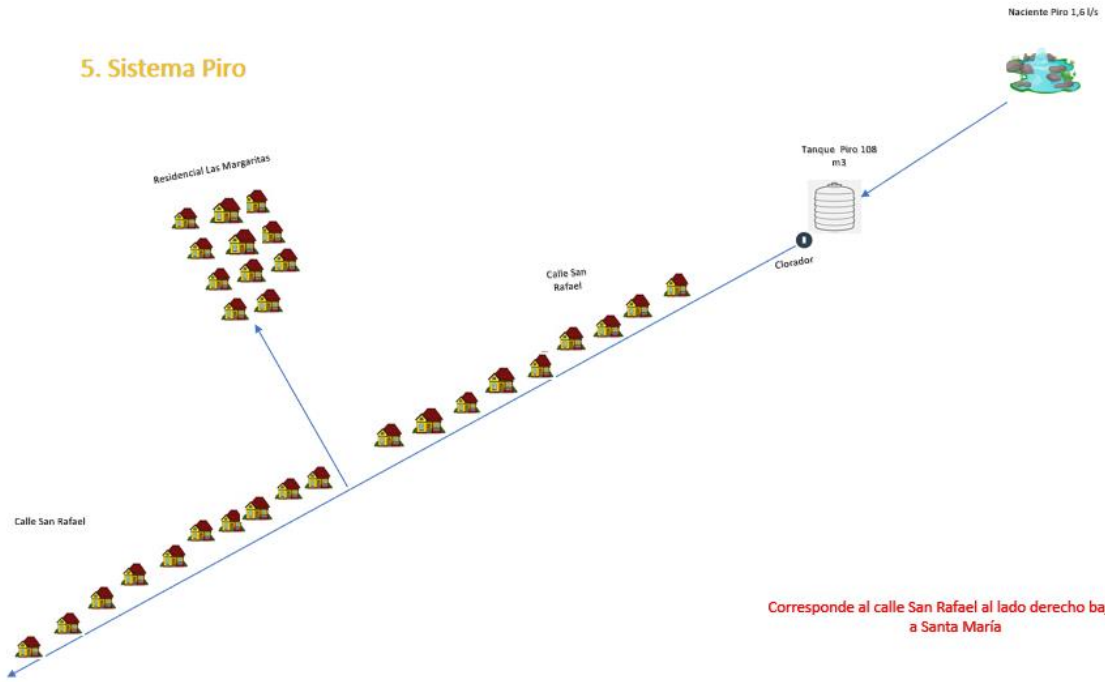 Naciente Piro 1,6 l/s
5. Sistema Piro
Tanque Piro 108
m3
Residencial Las Margaritas
Clorador
Calle San
Rafael
Calle San Rafael
Corresponde al calle San Rafael al lado derecho ba
a Santa María